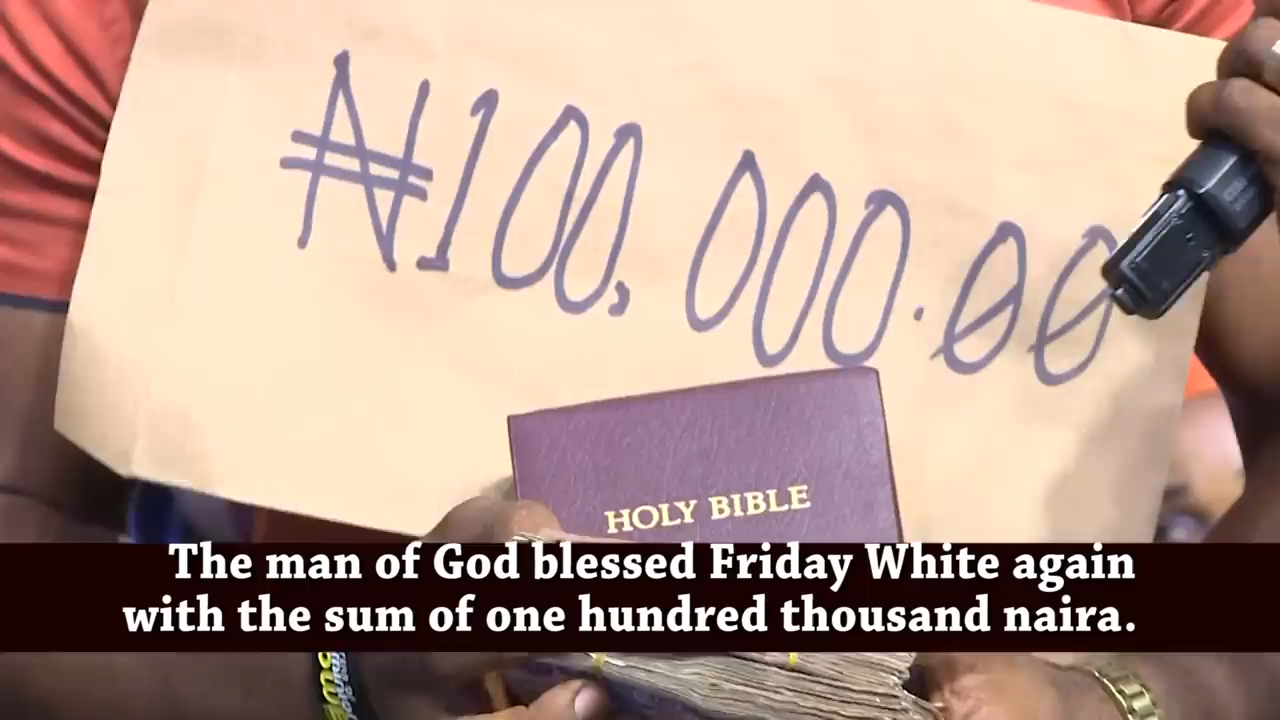 ₦100,000.00
HOLY BIBLE
The man of God blessed Friday White again
with the sum of one hundred thousand naira.